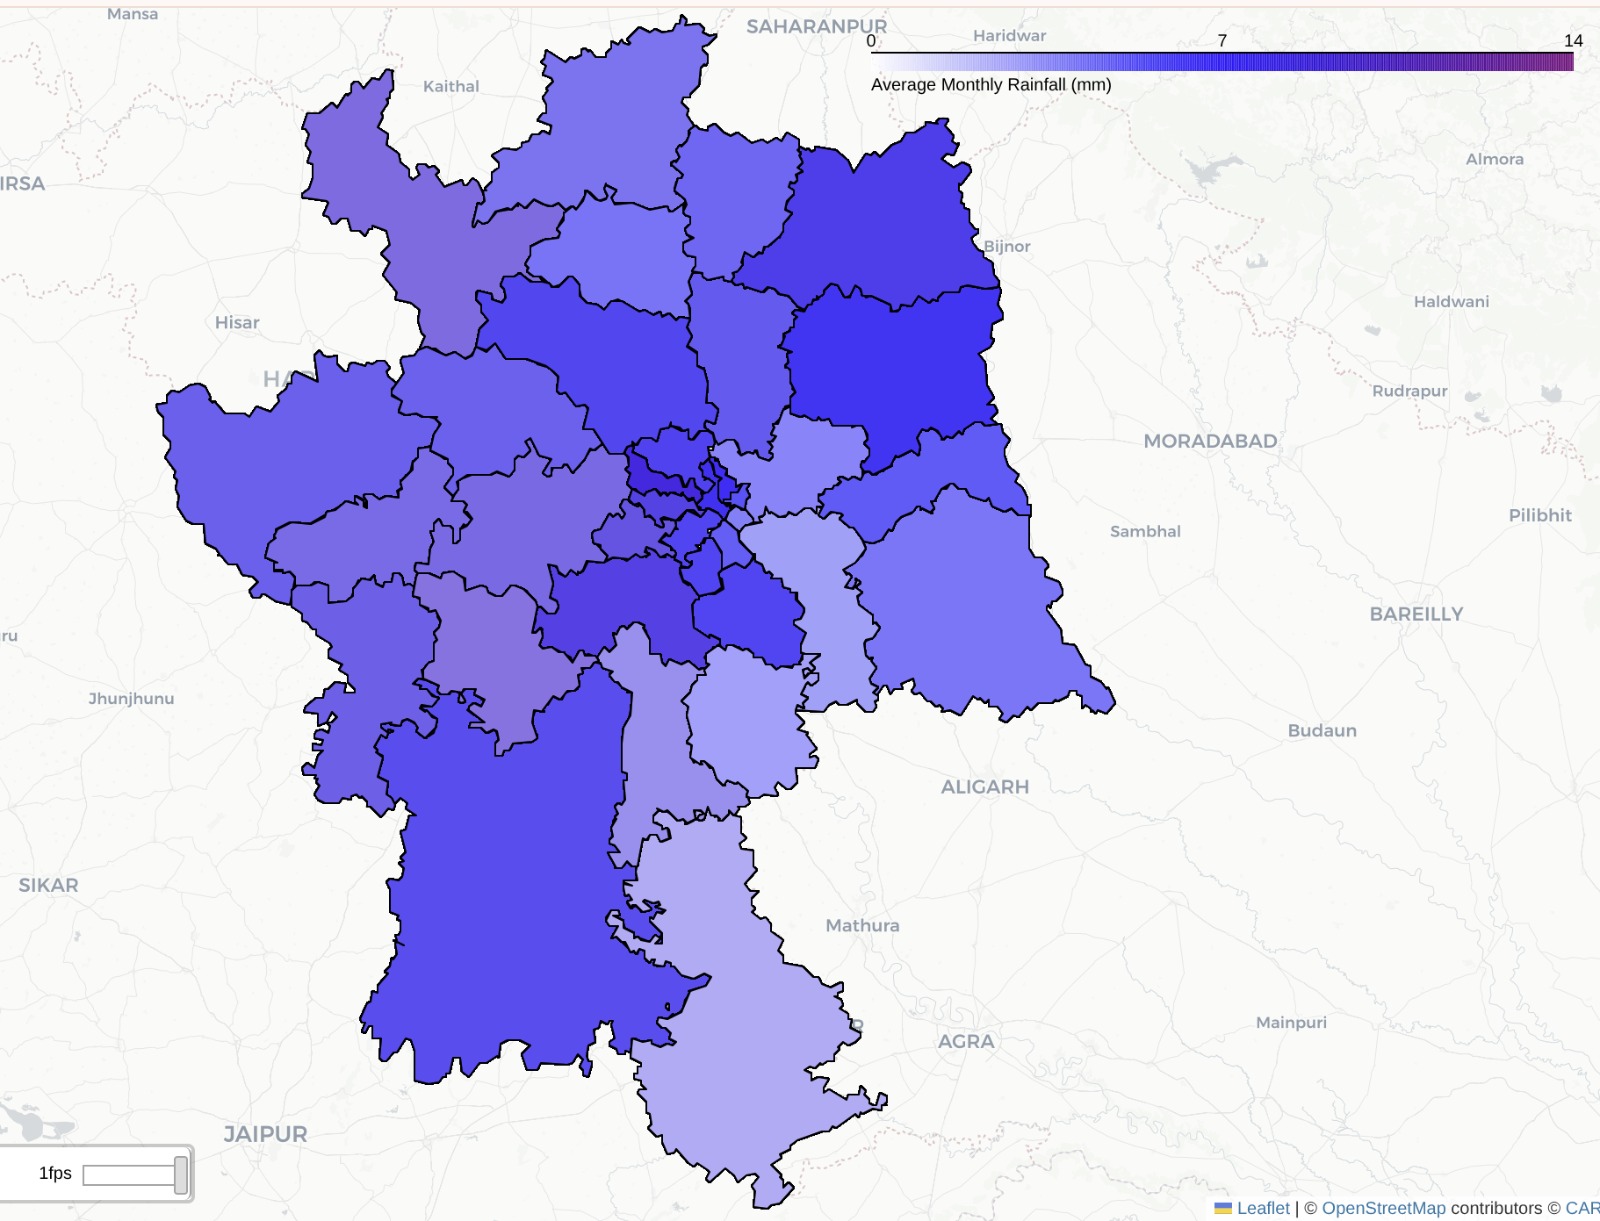 Mansa
SAHARANPUR
Haridwar
0 7 14
Average Monthly Rainfall (mm)
Kaithal
Almora
IRSA
Bijnor
Haldwani
Hisar
HAR
Rudrapur
MORADABAD
Pilibhit
Sambhal
BAREILLY
ru
Jhunjhunu
Budaun
ALIGARH
SIKAR
Mathura
Mainpuri
R
AGRA
JAIPUR
1fps
Leaflet | © OpenStreetMap contributors © CAR